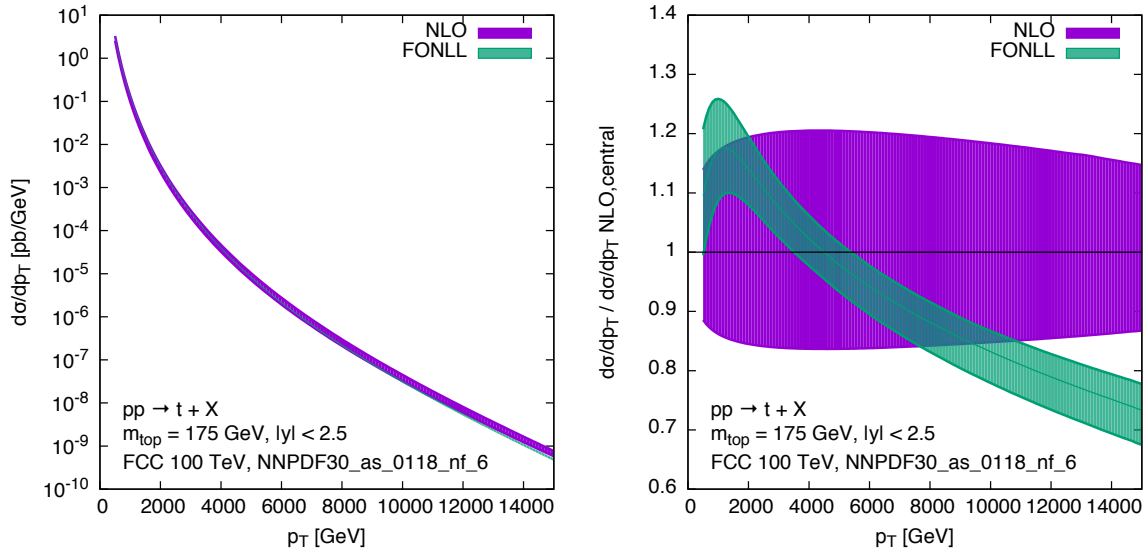 NLO
FONLL
10^1
10^0
10^-1
10^-2
10^-3
10^-4
10^-5
10^-6
10^-7
10^-8
10^-9
10^-10
dσ/dp_T [pb/GeV]
pp → t + X
m_top = 175 GeV, |y| < 2.5
FCC 100 TeV, NNPDF30_as_0118_nf_6
2000 4000 6000 8000 10000 12000 14000
p_T [GeV]
NLO
FONLL
1.4
1.3
1.2
1.1
1
0.9
0.8
0.7
0.6
dσ/dp_T / dσ/dp_T NLO,central
pp → t + X
m_top = 175 GeV, |y| < 2.5
FCC 100 TeV, NNPDF30_as_0118_nf_6
2000 4000 6000 8000 10000 12000 14000
p_T [GeV]